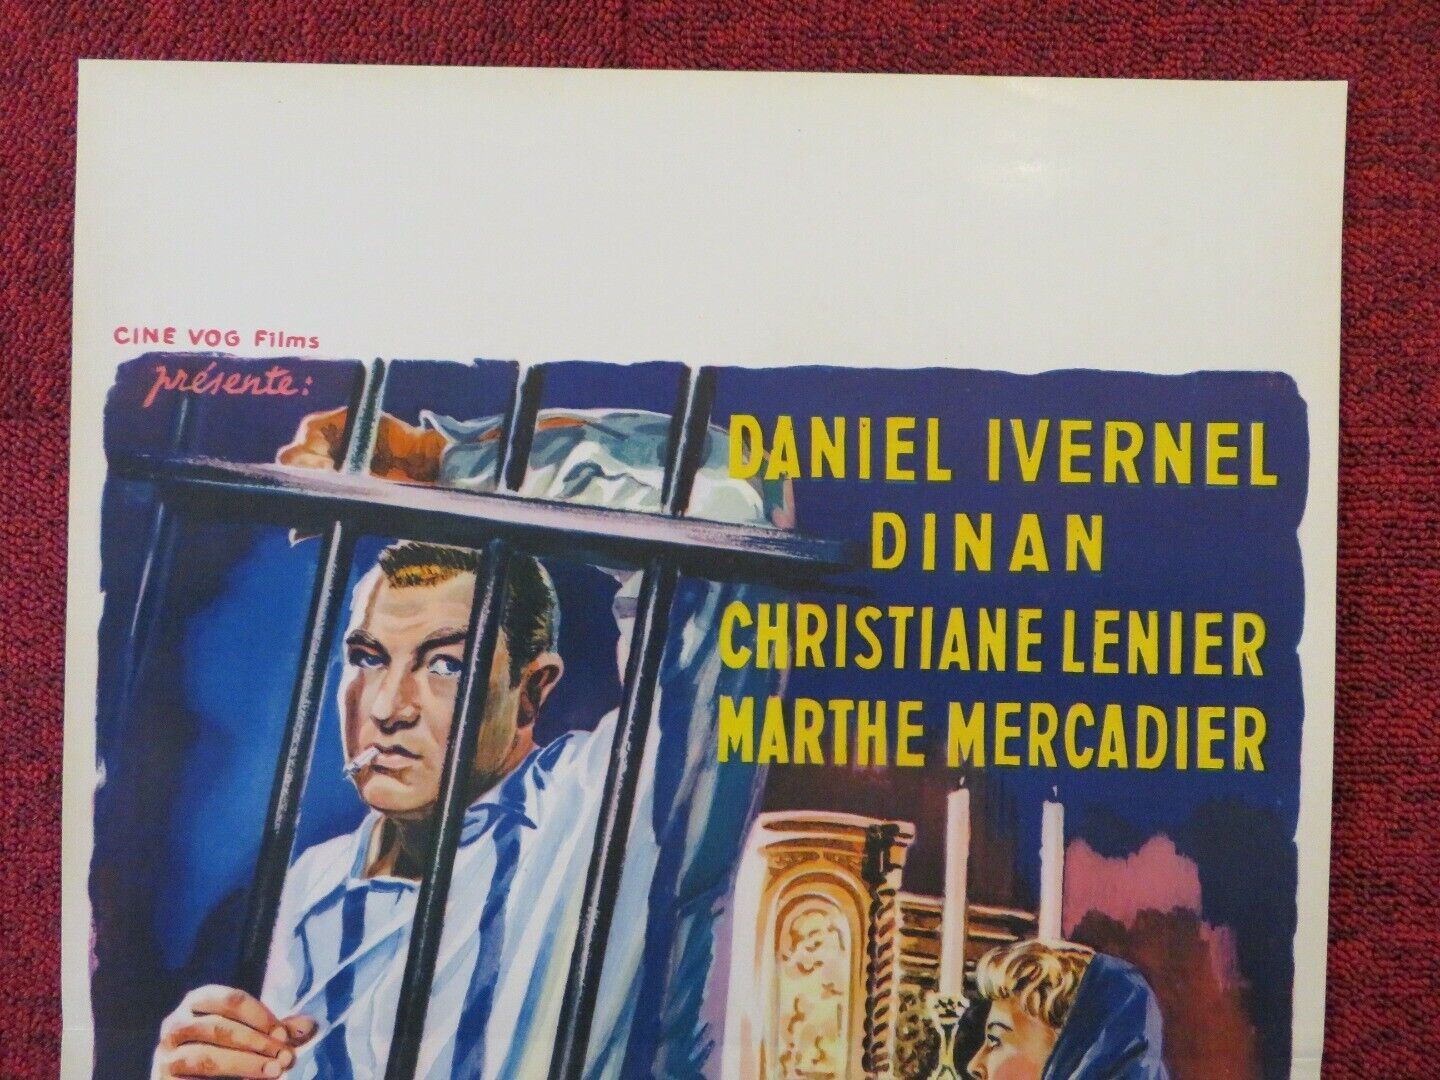 CINE VOG Films
présente:
DANIEL IVERNEL
DINAN
CHRISTIANE LENIER
MARTHE MERCADIER